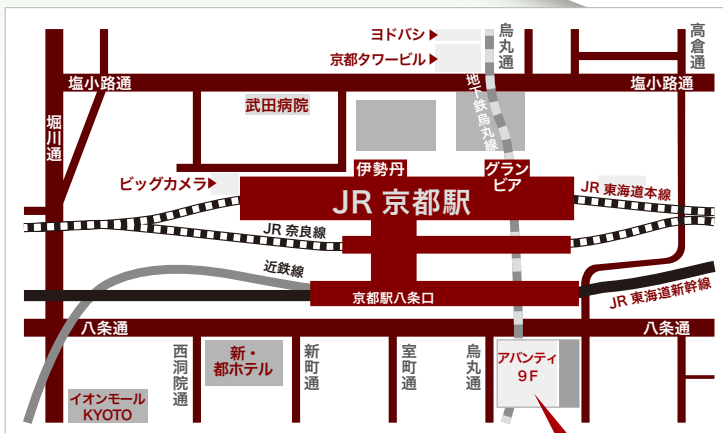 ヨドバシ▶
京都タワービル▶
烏丸通
高倉通
塩小路通
塩小路通
地下鉄烏丸線
堀川通
武田病院
伊勢丹
グラン
ビア
ビッグカメラ▶
JR 東海道本線
JR 京都駅
JR 奈良線
近鉄線
京都駅八条口
JR 東海道新幹線
八条通
八条通
西洞院通
新・
都ホテル
新町通
室町通
烏丸通
アバンティ
9F
イオンモール
KYOTO